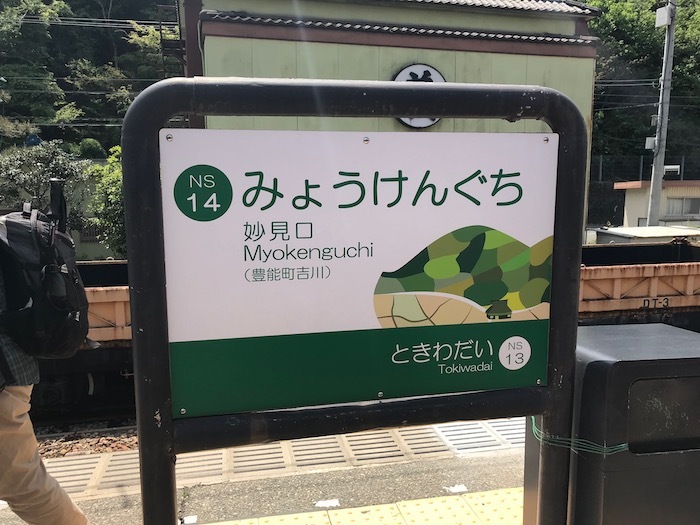 NS
14
みょうけんぐち
妙見口
Myokenguchi
（豊能町吉川）
ときわだい
Tokiwadai
NS
13
DT-3